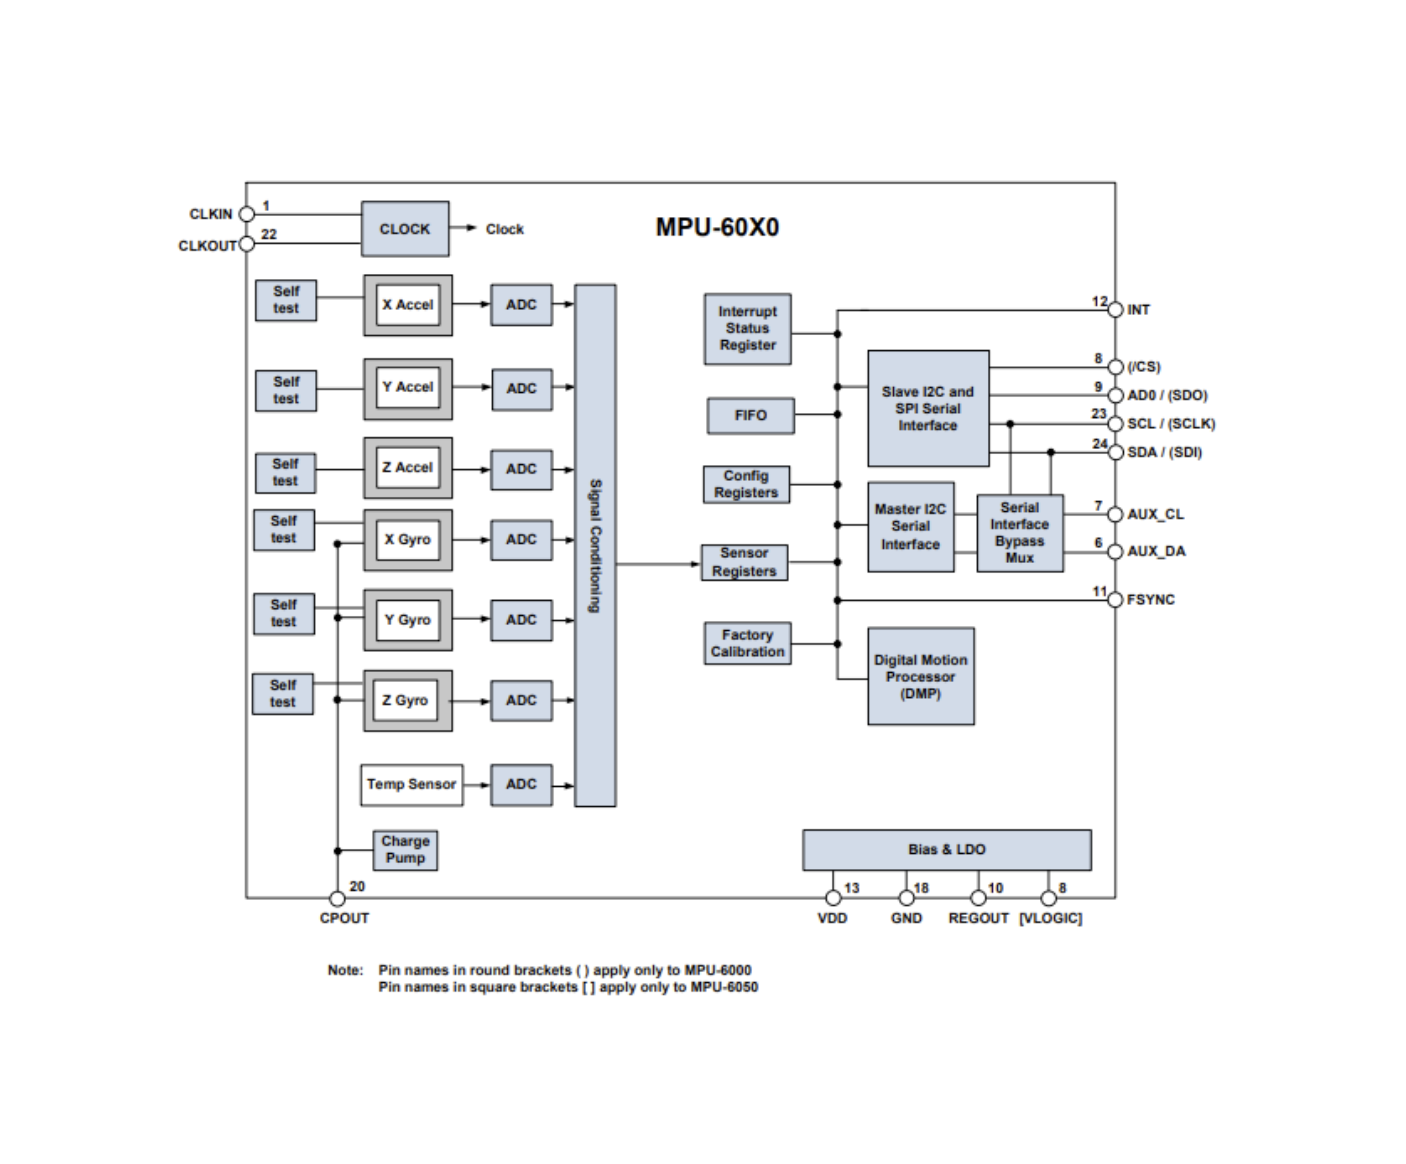 MPU-60X0
CLKIN
1
CLKOUT
22
CLOCK
Clock
Self
test
X Accel
ADC
Self
test
Y Accel
ADC
Self
test
Z Accel
ADC
Self
test
X Gyro
ADC
Self
test
Y Gyro
ADC
Self
test
Z Gyro
ADC
Temp Sensor
ADC
Charge
Pump
20
CPOUT
Signal Conditioning
Interrupt
Status
Register
FIFO
Config
Registers
Sensor
Registers
Factory
Calibration
Slave I2C and
SPI Serial
Interface
Master I2C
Serial
Interface
Serial
Interface
Bypass
Mux
Digital Motion
Processor
(DMP)
12
INT
8
(/CS)
9
AD0 / (SDO)
23
SCL / (SCLK)
24
SDA / (SDI)
7
AUX_CL
6
AUX_DA
11
FSYNC
Bias & LDO
13
18
10
8
VDD
GND
REGOUT
[VLOGIC]
Note: Pin names in round brackets ( ) apply only to MPU-6000
Pin names in square brackets [ ] apply only to MPU-6050